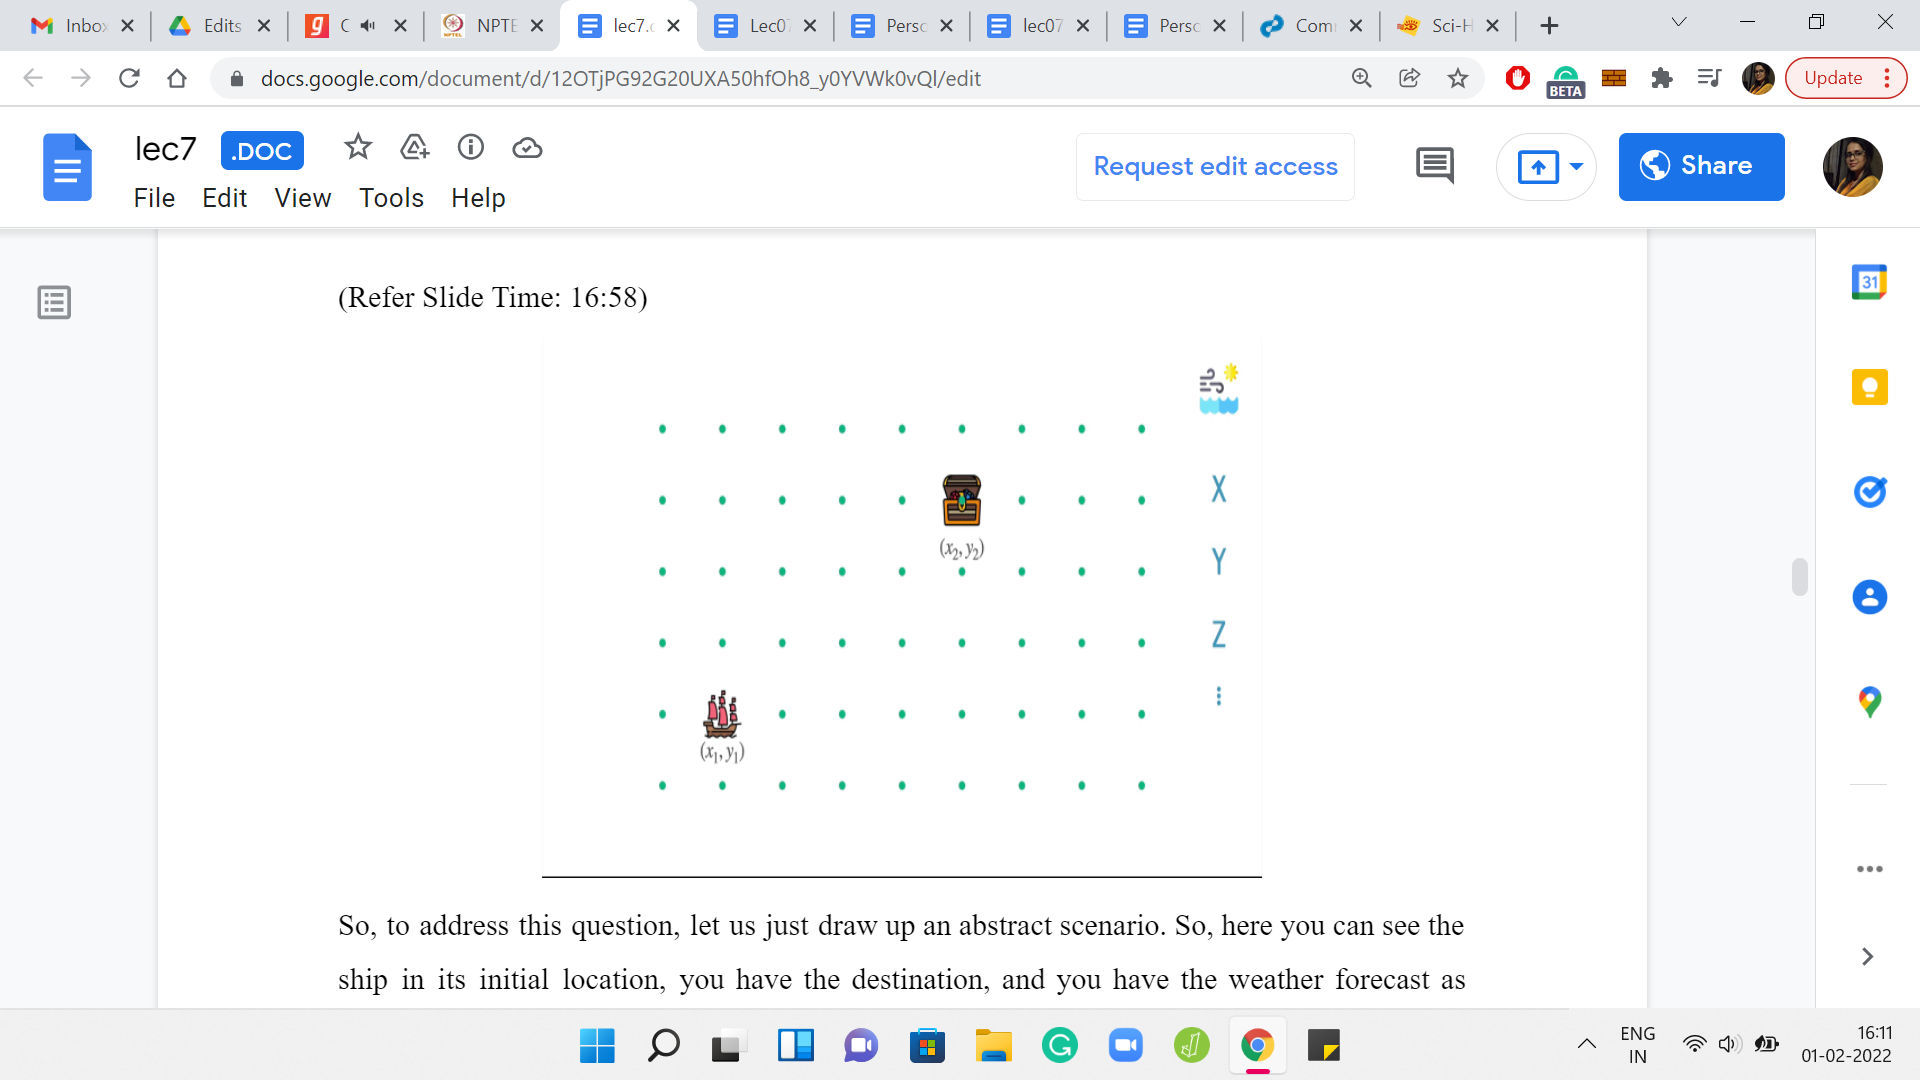 Inbox
Edits
C
NPTE
lec7.d
Lec07
Perso
lec07
Perso
Com
Sci-H
docs.google.com/document/d/12OTjPG92G20UXA50hfOh8_y0YVWk0vQl/edit
BETA
Update
lec7 .DOC
File Edit View Tools Help
Request edit access
Share
31
(Refer Slide Time: 16:58)
X
(x2, y2)
Y
Z
(x1, y1)
So, to address this question, let us just draw up an abstract scenario. So, here you can see the
ship in its initial location, you have the destination, and you have the weather forecast as
ENG
IN
16:11
01-02-2022